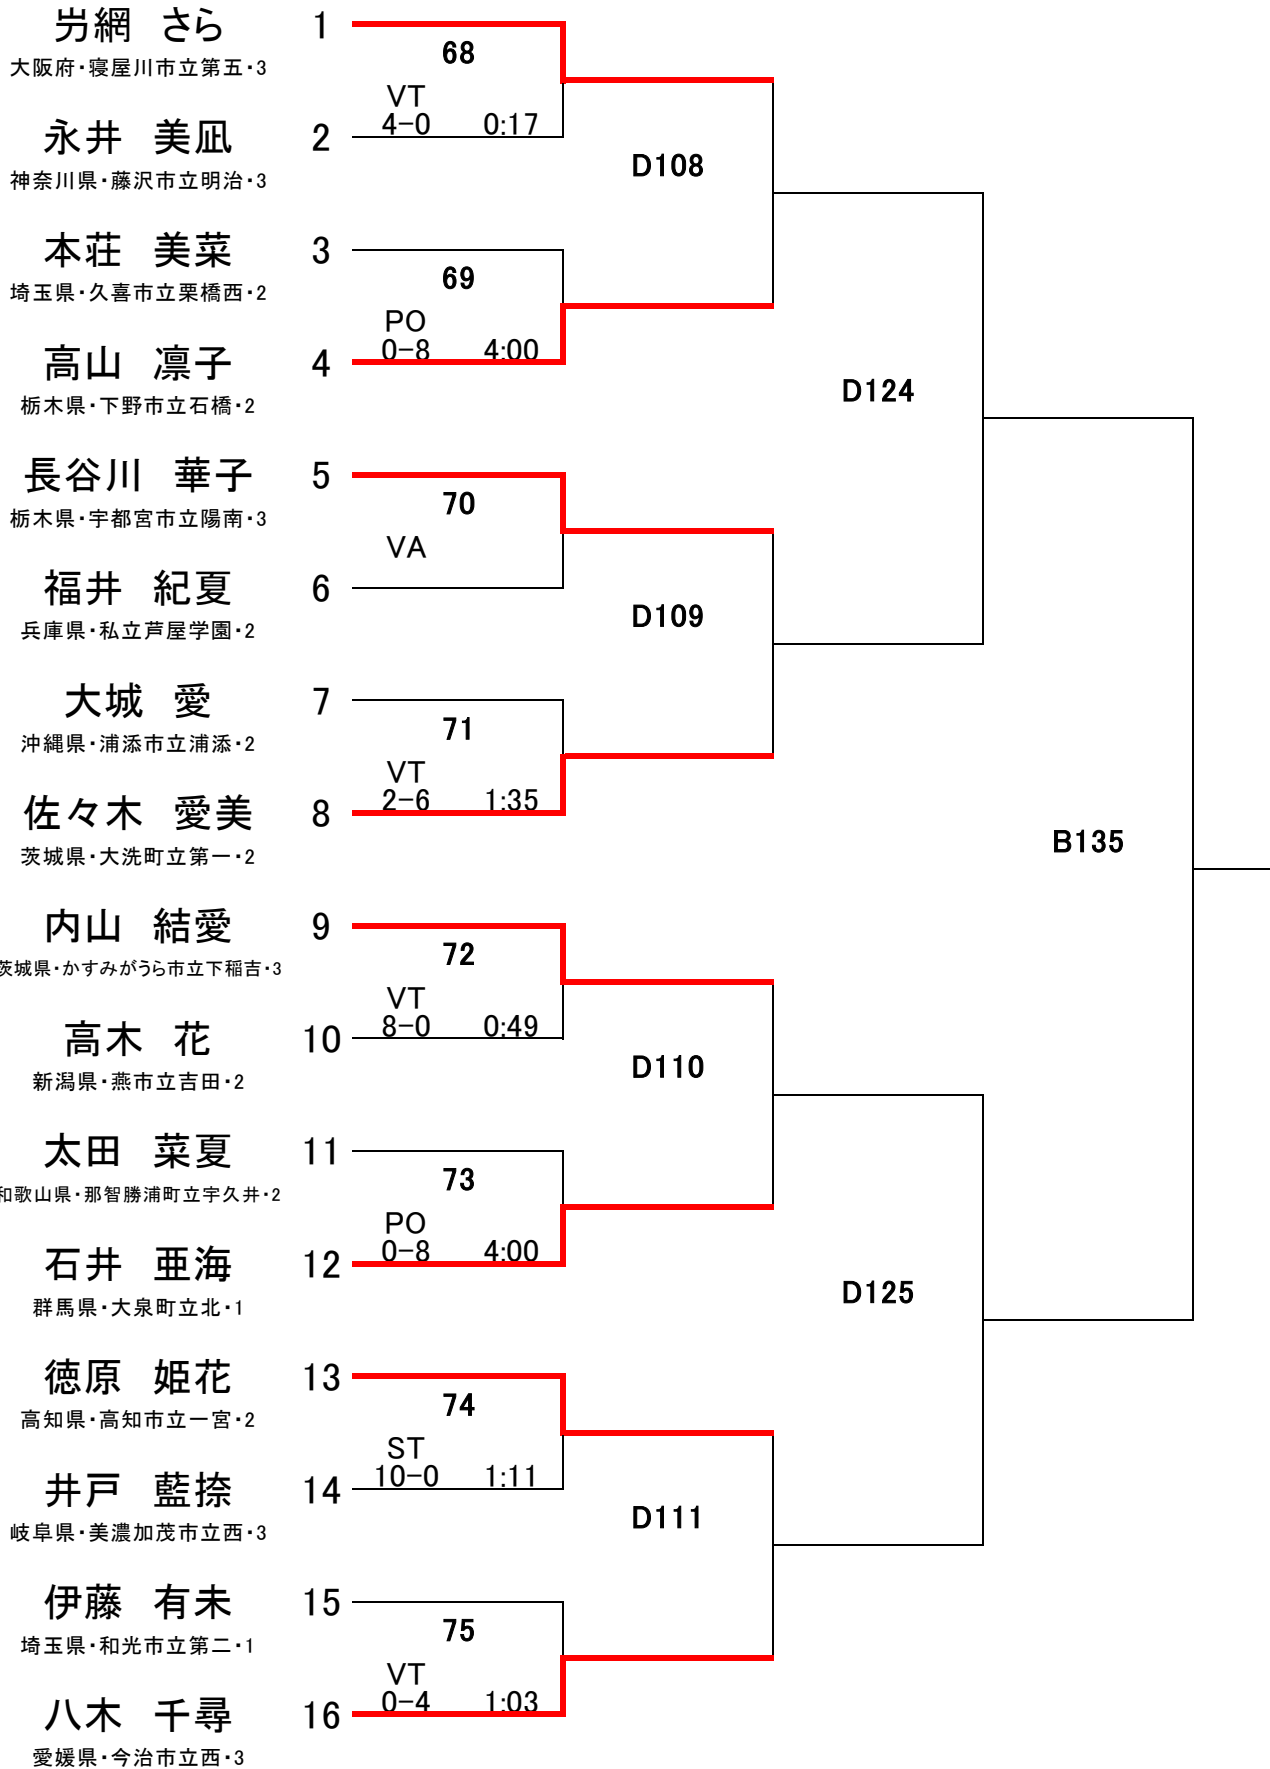 屶網　さら　1
大阪府・寝屋川市立第五・3
68
VT
4-0　0:17
永井　美凪　2
神奈川県・藤沢市立明治・3
D108
本荘　美菜　3
埼玉県・久喜市立栗橋西・2
69
PO
0-8　4:00
高山　凛子　4
栃木県・下野市立石橋・2
D124
長谷川　華子　5
栃木県・宇都宮市立陽南・3
70
VA
福井　紀夏　6
兵庫県・私立芦屋学園・2
D109
大城　愛　7
沖縄県・浦添市立浦添・2
71
VT
2-6　1:35
佐々木　愛美　8
茨城県・大洗町立第一・2
B135
内山　結愛　9
茨城県・かすみがうら市立下稲吉・3
72
VT
8-0　0:49
高木　花　10
新潟県・燕市立吉田・2
D110
太田　菜夏　11
和歌山県・那智勝浦町立宇久井・2
73
PO
0-8　4:00
石井　亜海　12
群馬県・大泉町立北・1
D125
徳原　姫花　13
高知県・高知市立一宮・2
74
ST
10-0　1:11
井戸　藍捺　14
岐阜県・美濃加茂市立西・3
D111
伊藤　有未　15
埼玉県・和光市立第二・1
75
VT
0-4　1:03
八木　千尋　16
愛媛県・今治市立西・3